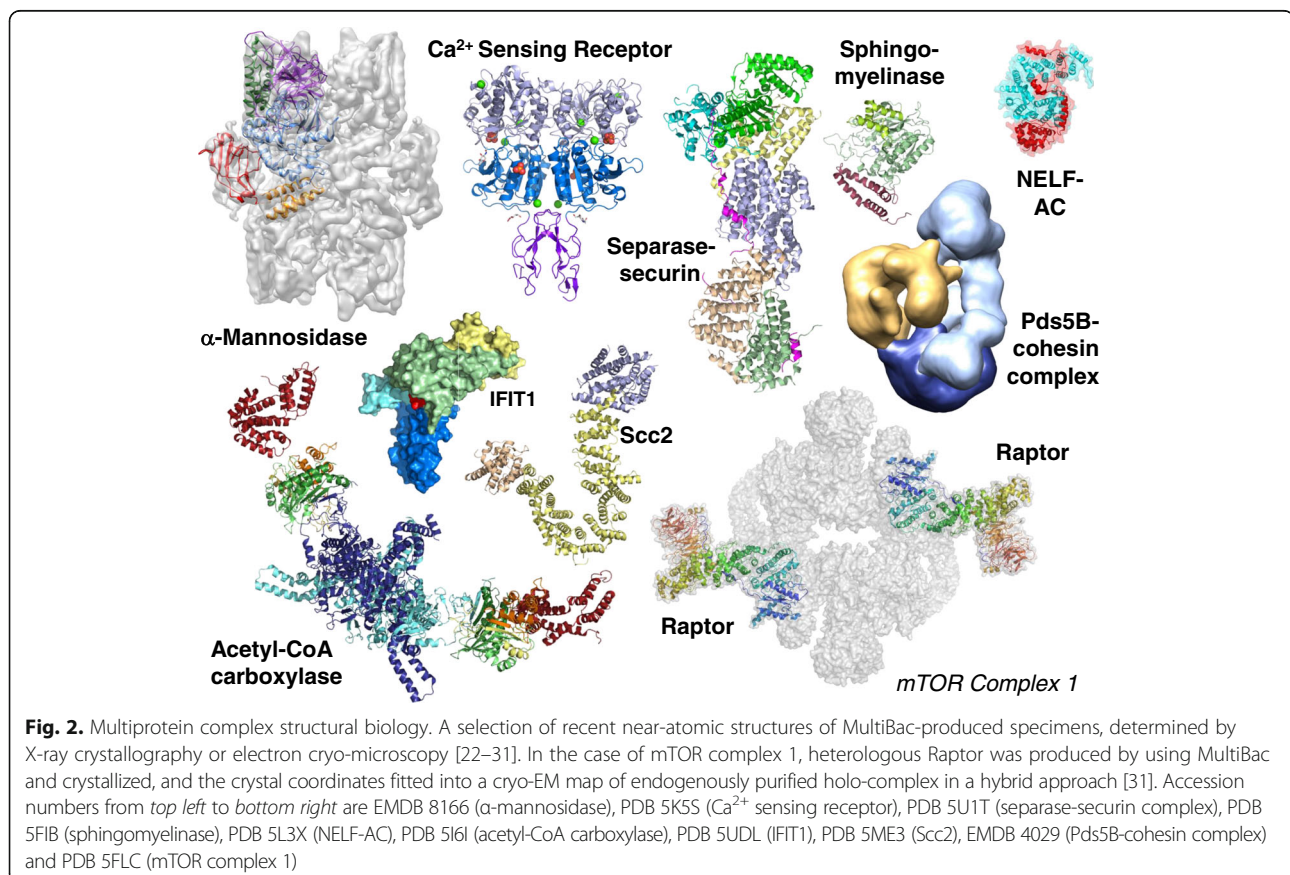 Ca²⁺ Sensing Receptor
Sphingo-
myelinase
NELF-
AC
Separase-
securin
Pds5B-
cohesin
complex
α-Mannosidase
IFIT1
Scc2
Raptor
Raptor
Acetyl-CoA
carboxylase
mTOR Complex 1
Fig. 2. Multiprotein complex structural biology. A selection of recent near-atomic structures of MultiBac-produced specimens, determined by
X-ray crystallography or electron cryo-microscopy [22–31]. In the case of mTOR complex 1, heterologous Raptor was produced by using MultiBac
and crystallized, and the crystal coordinates fitted into a cryo-EM map of endogenously purified holo-complex in a hybrid approach [31]. Accession
numbers from top left to bottom right are EMDB 8166 (α-mannosidase), PDB 5K5S (Ca²⁺ sensing receptor), PDB 5U1T (separase-securin complex), PDB
5FIB (sphingomyelinase), PDB 5L3X (NELF-AC), PDB 5I6I (acetyl-CoA carboxylase), PDB 5UDL (IFIT1), PDB 5ME3 (Scc2), EMDB 4029 (Pds5B-cohesin complex)
and PDB 5FLC (mTOR complex 1)